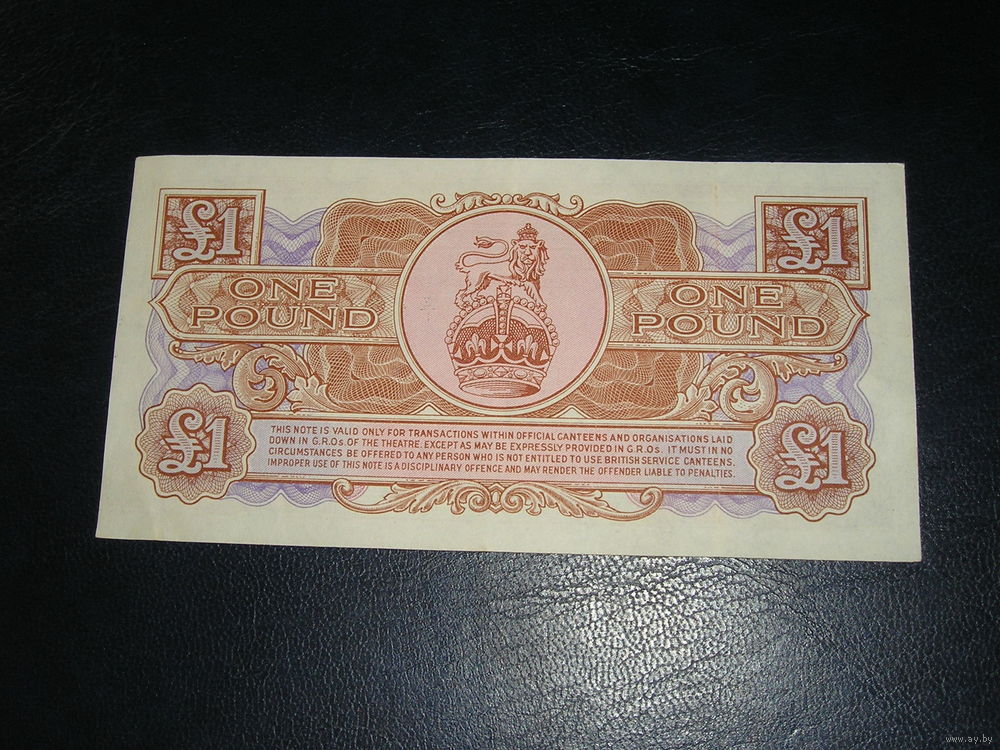 £1
£1
ONE
POUND
ONE
POUND
£1
£1
THIS NOTE IS VALID ONLY FOR TRANSACTIONS WITHIN OFFICIAL CANTEENS AND ORGANISATIONS LAID
DOWN IN G.R.Os. OF THE THEATRE. EXCEPT AS MAY BE EXPRESSLY PROVIDED IN G.R.Os. IT MUST IN NO
CIRCUMSTANCES BE OFFERED TO ANY PERSON WHO IS NOT ENTITLED TO USE BRITISH SERVICE CANTEENS.
IMPROPER USE OF THIS NOTE IS A DISCIPLINARY OFFENCE AND MAY RENDER THE OFFENDER LIABLE TO PENALTIES.
www.ay.by